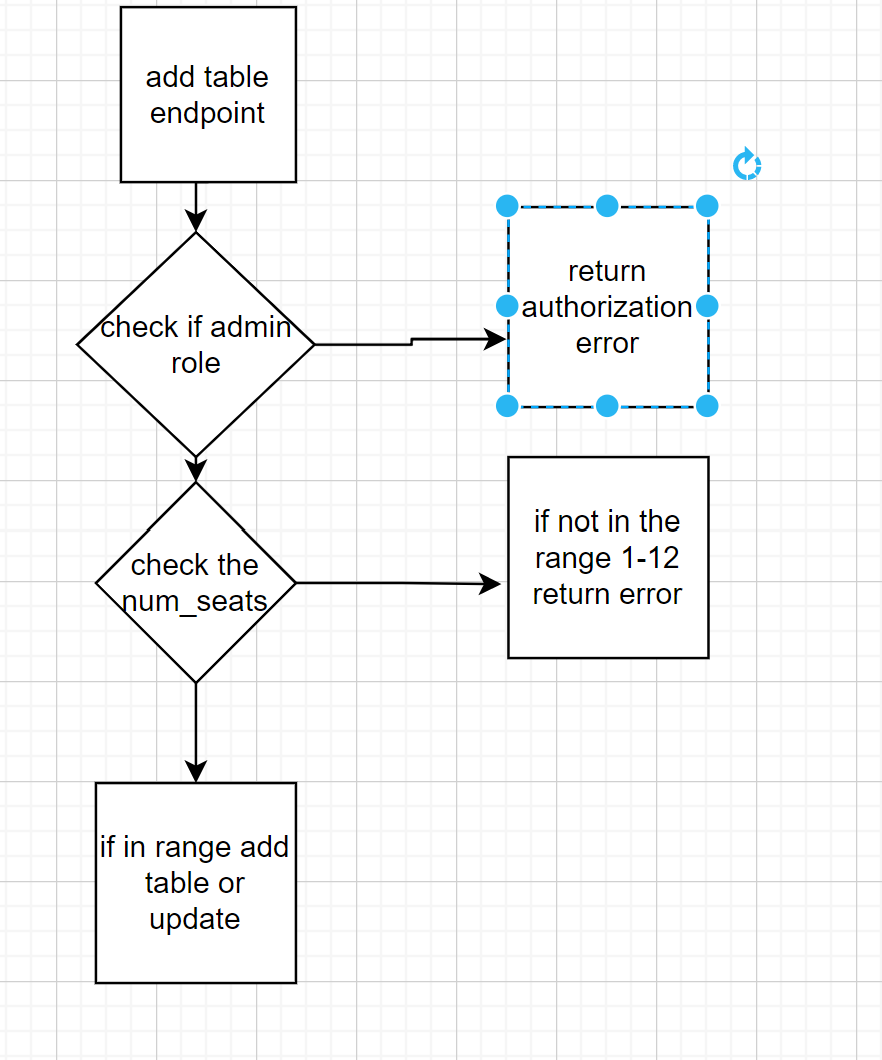 add table
endpoint
check if admin
role
return
authorization
error
check the
num_seats
if not in the
range 1-12
return error
if in range add
table or
update